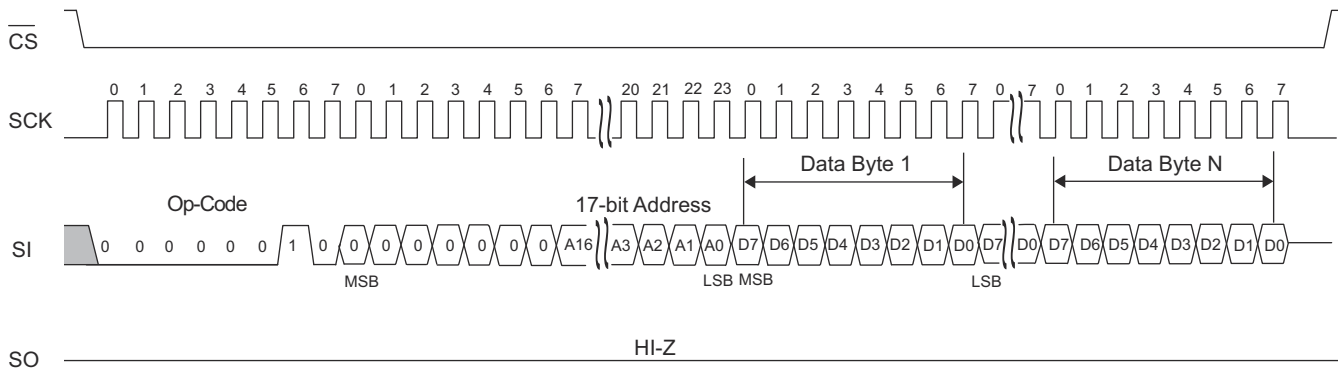 CS
0 1 2 3 4 5 6 7 0 1 2 3 4 5 6 7 20 21 22 23 0 1 2 3 4 5 6 7 0 7 0 1 2 3 4 5 6 7
SCK
Data Byte 1 Data Byte N
Op-Code 17-bit Address
SI 0 0 0 0 0 0 1 0 0 0 0 0 0 0 0 A16 A3 A2 A1 A0 D7 D6 D5 D4 D3 D2 D1 D0 D7 D0 D7 D6 D5 D4 D3 D2 D1 D0
MSB LSB MSB LSB
HI-Z
SO